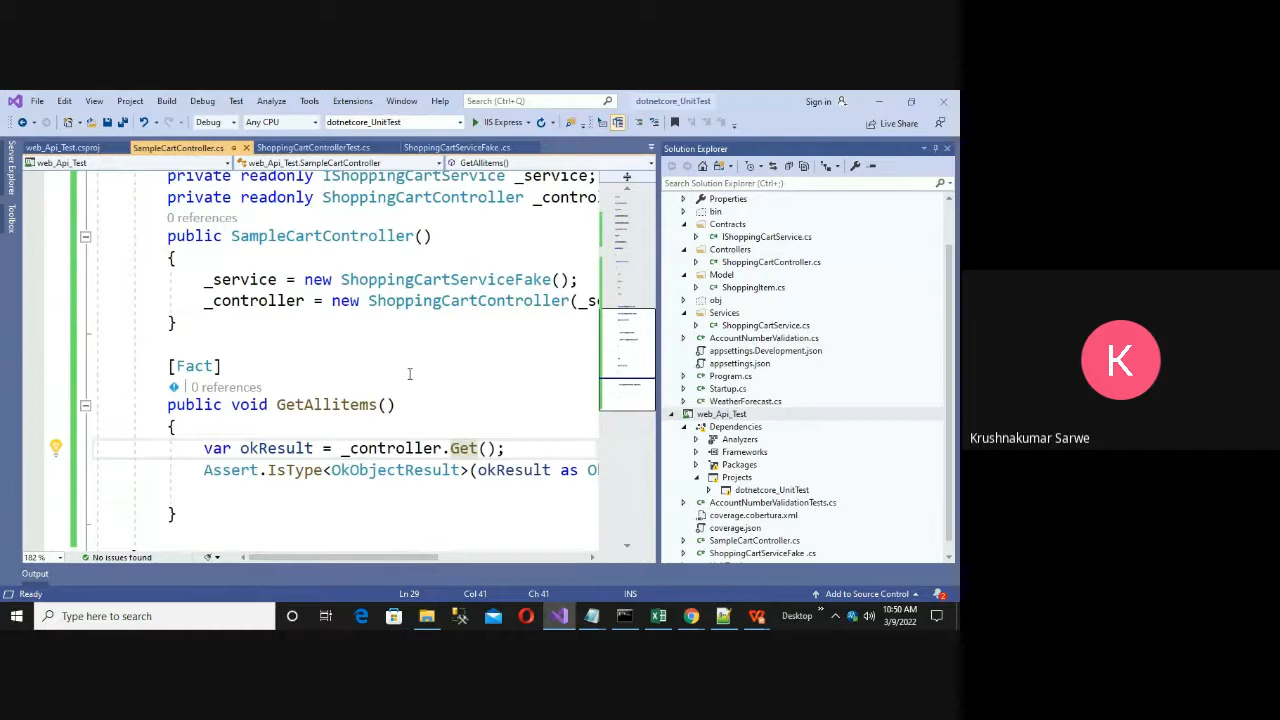 File Edit View Project Build Debug Test Analyze Tools Extensions Window Help Search (Ctrl+Q) dotnetcore_UnitTest Sign in
Debug Any CPU dotnetcore_UnitTest IIS Express Live Share
web_Api_Test.csproj SampleCartController.cs ShoppingCartControllerTest.cs ShoppingCartServiceFake .cs
web_Api_Test web_Api_Test.SampleCartController GetAllitems()
Server Explorer
Toolbox
private readonly IShoppingCartService _service;
private readonly ShoppingCartController _contro
0 references
public SampleCartController()
{
_service = new ShoppingCartServiceFake();
_controller = new ShoppingCartController(_s
}
[Fact]
0 references
public void GetAllitems()
{
var okResult = _controller.Get();
Assert.IsType<OkObjectResult>(okResult as O
}
182 % No issues found
Solution Explorer
Search Solution Explorer (Ctrl+;)
Properties
bin
Contracts
IShoppingCartService.cs
Controllers
ShoppingCartController.cs
Model
ShoppingItem.cs
obj
Services
ShoppingCartService.cs
AccountNumberValidation.cs
appsettings.Development.json
appsettings.json
Program.cs
Startup.cs
WeatherForecast.cs
web_Api_Test
Dependencies
Analyzers
Frameworks
Packages
Projects
dotnetcore_UnitTest
AccountNumberValidationTests.cs
coverage.cobertura.xml
coverage.json
SampleCartController.cs
ShoppingCartServiceFake .cs
Output
Ready Ln 29 Col 41 Ch 41 INS Add to Source Control 2
Type here to search Desktop 10:50 AM
3/9/2022
K
Krushnakumar Sarwe